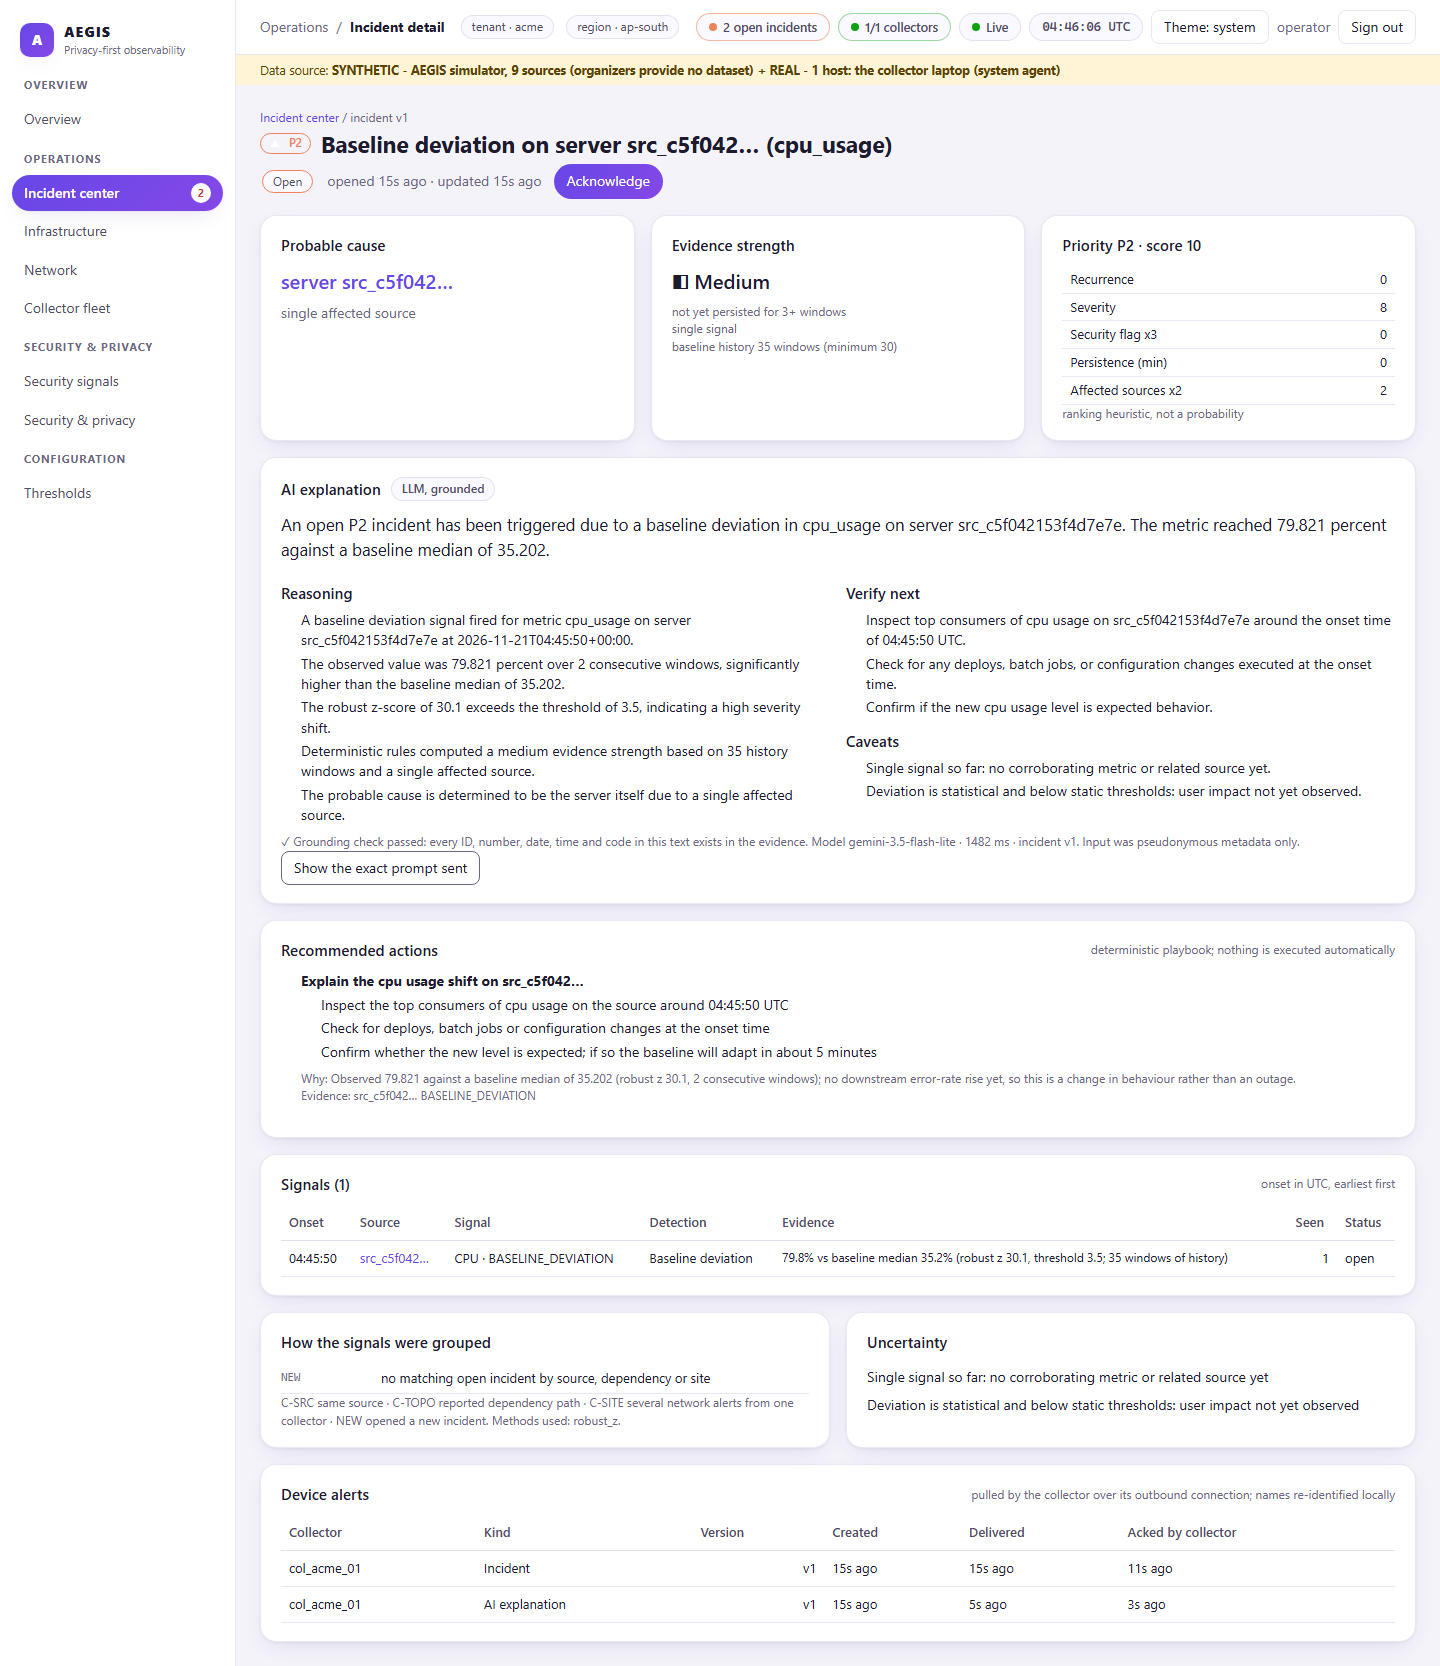 A
AEGIS
Privacy-first observability
OVERVIEW
Overview
OPERATIONS
Incident center 2
Infrastructure
Network
Collector fleet
SECURITY & PRIVACY
Security signals
Security & privacy
CONFIGURATION
Thresholds
Operations / Incident detail tenant · acme region · ap-south 2 open incidents 1/1 collectors Live 04:46:06 UTC Theme: system operator Sign out
Data source: SYNTHETIC - AEGIS simulator, 9 sources (organizers provide no dataset) + REAL - 1 host: the collector laptop (system agent)
Incident center / incident v1
P2 Baseline deviation on server src_c5f042… (cpu_usage)
Open opened 15s ago · updated 15s ago Acknowledge
Probable cause
server src_c5f042…
single affected source
Evidence strength
Medium
not yet persisted for 3+ windows
single signal
baseline history 35 windows (minimum 30)
Priority P2 · score 10
Recurrence 0
Severity 8
Security flag x3 0
Persistence (min) 0
Affected sources x2 2
ranking heuristic, not a probability
AI explanation LLM, grounded
An open P2 incident has been triggered due to a baseline deviation in cpu_usage on server src_c5f042153f4d7e7e. The metric reached 79.821 percent
against a baseline median of 35.202.
Reasoning
A baseline deviation signal fired for metric cpu_usage on server
src_c5f042153f4d7e7e at 2026-11-21T04:45:50+00:00.
The observed value was 79.821 percent over 2 consecutive windows, significantly
higher than the baseline median of 35.202.
The robust z-score of 30.1 exceeds the threshold of 3.5, indicating a high severity
shift.
Deterministic rules computed a medium evidence strength based on 35 history
windows and a single affected source.
The probable cause is determined to be the server itself due to a single affected
source.
Verify next
Inspect top consumers of cpu usage on src_c5f042153f4d7e7e around the onset time
of 04:45:50 UTC.
Check for any deploys, batch jobs, or configuration changes executed at the onset
time.
Confirm if the new cpu usage level is expected behavior.
Caveats
Single signal so far: no corroborating metric or related source yet.
Deviation is statistical and below static thresholds: user impact not yet observed.
✓ Grounding check passed: every ID, number, date, time and code in this text exists in the evidence. Model gemini-3.5-flash-lite · 1482 ms · incident v1. Input was pseudonymous metadata only.
Show the exact prompt sent
Recommended actions deterministic playbook; nothing is executed automatically
Explain the cpu usage shift on src_c5f042…
Inspect the top consumers of cpu usage on the source around 04:45:50 UTC
Check for deploys, batch jobs or configuration changes at the onset time
Confirm whether the new level is expected; if so the baseline will adapt in about 5 minutes
Why: Observed 79.821 against a baseline median of 35.202 (robust z 30.1, 2 consecutive windows); no downstream error-rate rise yet, so this is a change in behaviour rather than an outage.
Evidence: src_c5f042… BASELINE_DEVIATION
Signals (1) onset in UTC, earliest first
Onset Source Signal Detection Evidence Seen Status
04:45:50 src_c5f042… CPU · BASELINE_DEVIATION Baseline deviation 79.8% vs baseline median 35.2% (robust z 30.1, threshold 3.5; 35 windows of history) 1 open
How the signals were grouped
NEW no matching open incident by source, dependency or site
C-SRC same source · C-TOPO reported dependency path · C-SITE several network alerts from one
collector · NEW opened a new incident. Methods used: robust_z.
Uncertainty
Single signal so far: no corroborating metric or related source yet
Deviation is statistical and below static thresholds: user impact not yet observed
Device alerts pulled by the collector over its outbound connection; names re-identified locally
Collector Kind Version Created Delivered Acked by collector
col_acme_01 Incident v1 15s ago 15s ago 11s ago
col_acme_01 AI explanation v1 15s ago 5s ago 3s ago